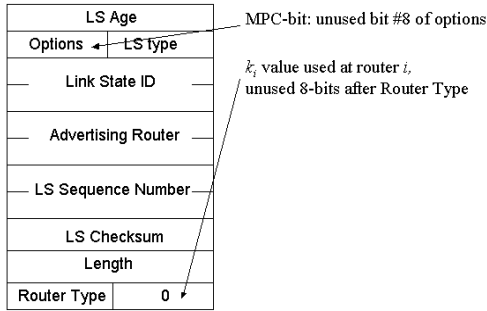 LS Age
MPC-bit: unused bit #8 of options
Options
LS type
Link State ID
kᵢ value used at router i,
unused 8-bits after Router Type
Advertising Router
LS Sequence Number
LS Checksum
Length
Router Type
0